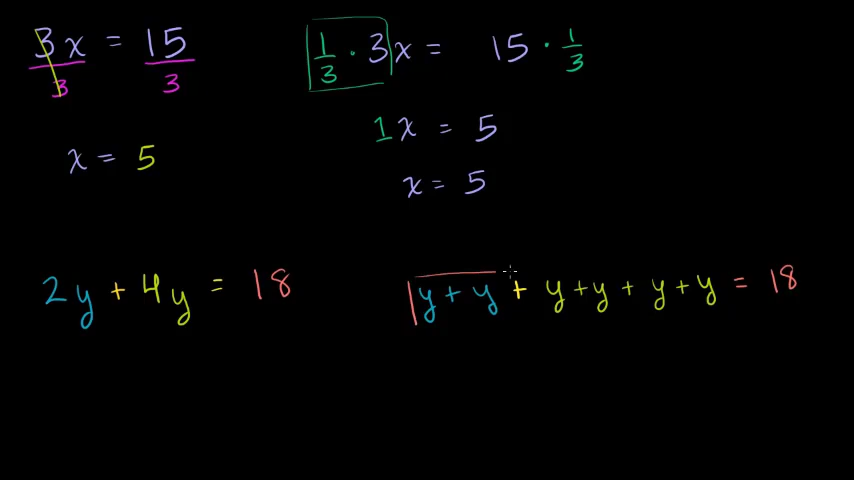 3x = 15
3 3
x = 5
1/3 · 3x = 15 · 1/3
1x = 5
x = 5
2y + 4y = 18
y + y + y + y + y + y = 18